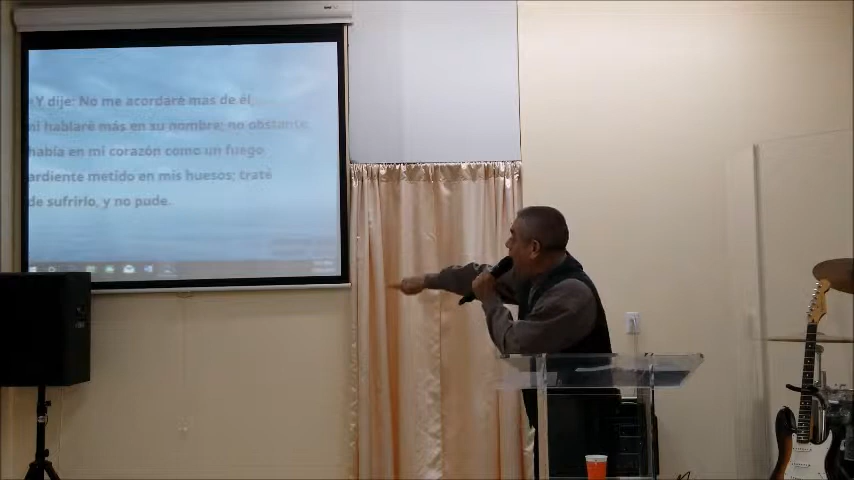 Y dije: No me acordaré mas de él,
ni hablaré más en su nombre; no obstante,
había en mi corazón como un fuego
ardiente metido en mis huesos; traté
de sufrirlo, y no pude.